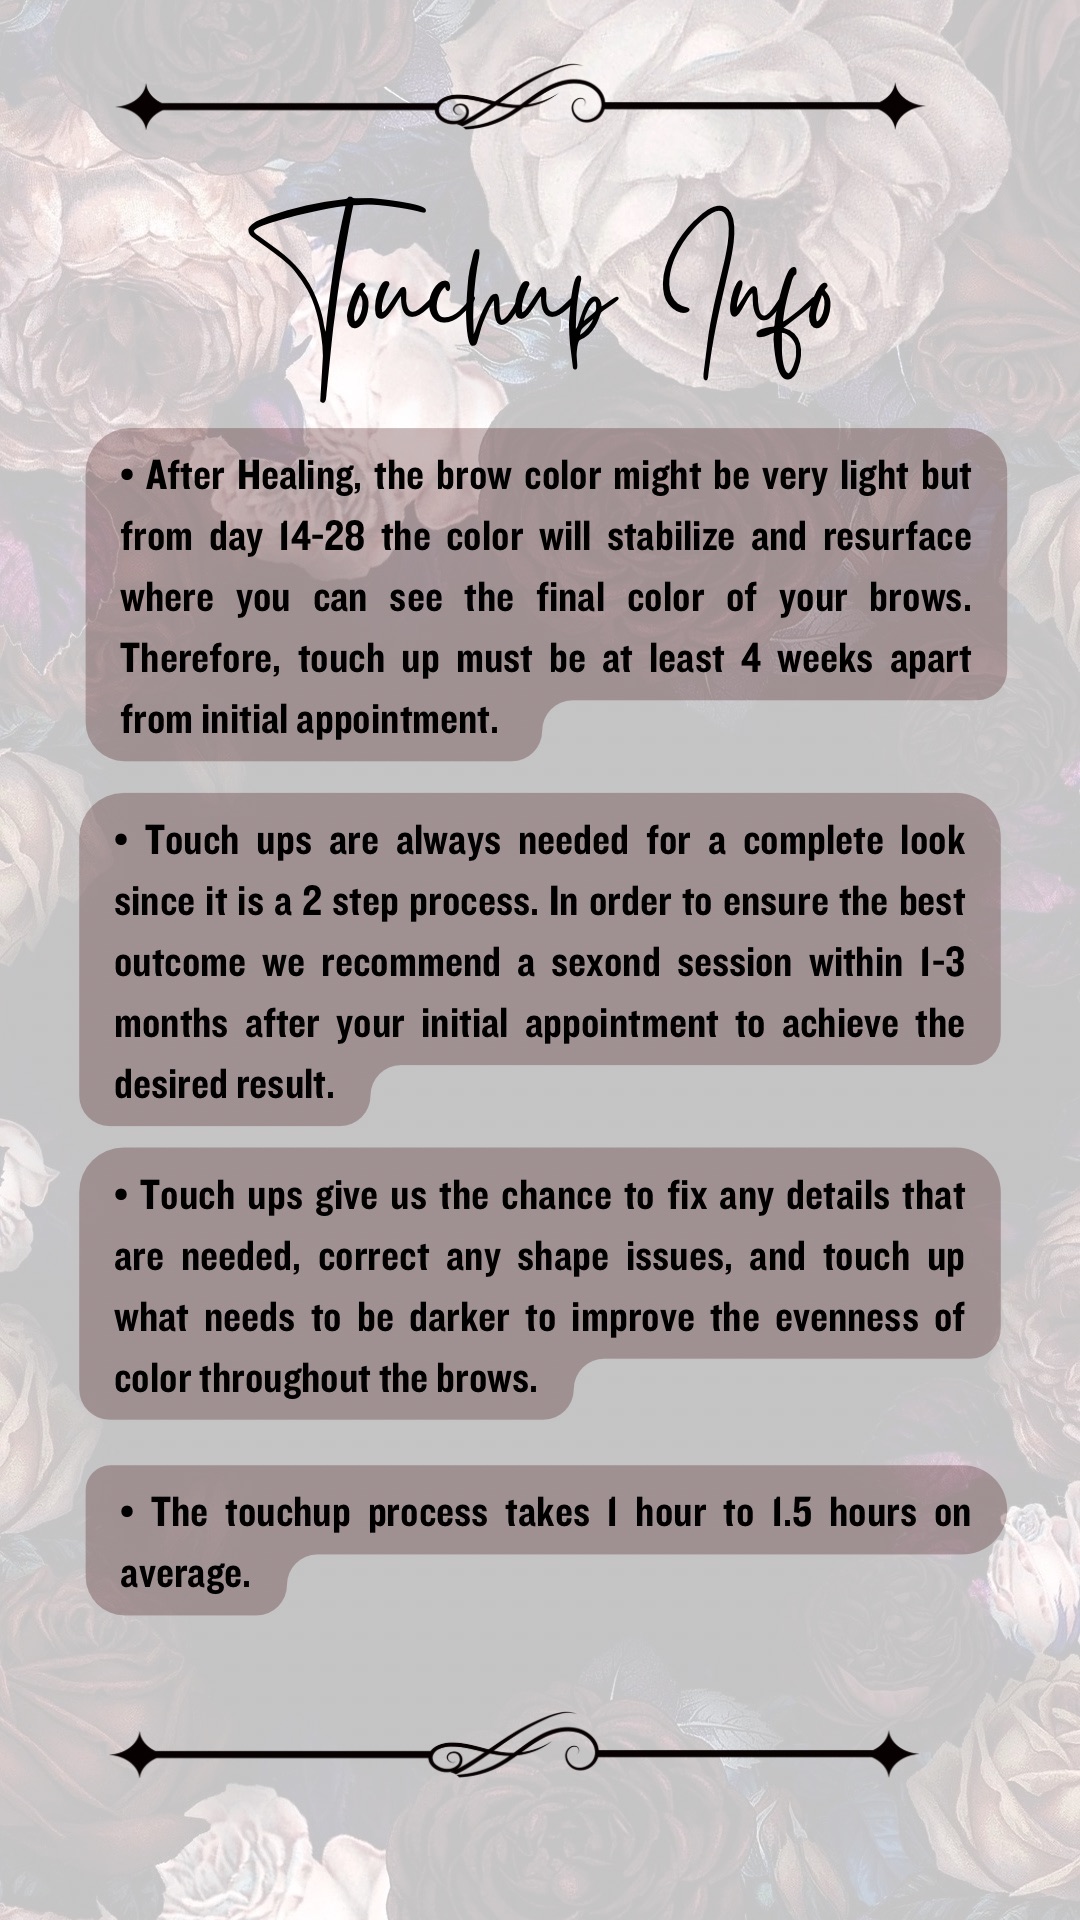 Touchup Info
• After Healing, the brow color might be very light but
from day 14-28 the color will stabilize and resurface
where you can see the final color of your brows.
Therefore, touch up must be at least 4 weeks apart
from initial appointment.
• Touch ups are always needed for a complete look
since it is a 2 step process. In order to ensure the best
outcome we recommend a sexond session within 1-3
months after your initial appointment to achieve the
desired result.
• Touch ups give us the chance to fix any details that
are needed, correct any shape issues, and touch up
what needs to be darker to improve the evenness of
color throughout the brows.
• The touchup process takes 1 hour to 1.5 hours on
average.